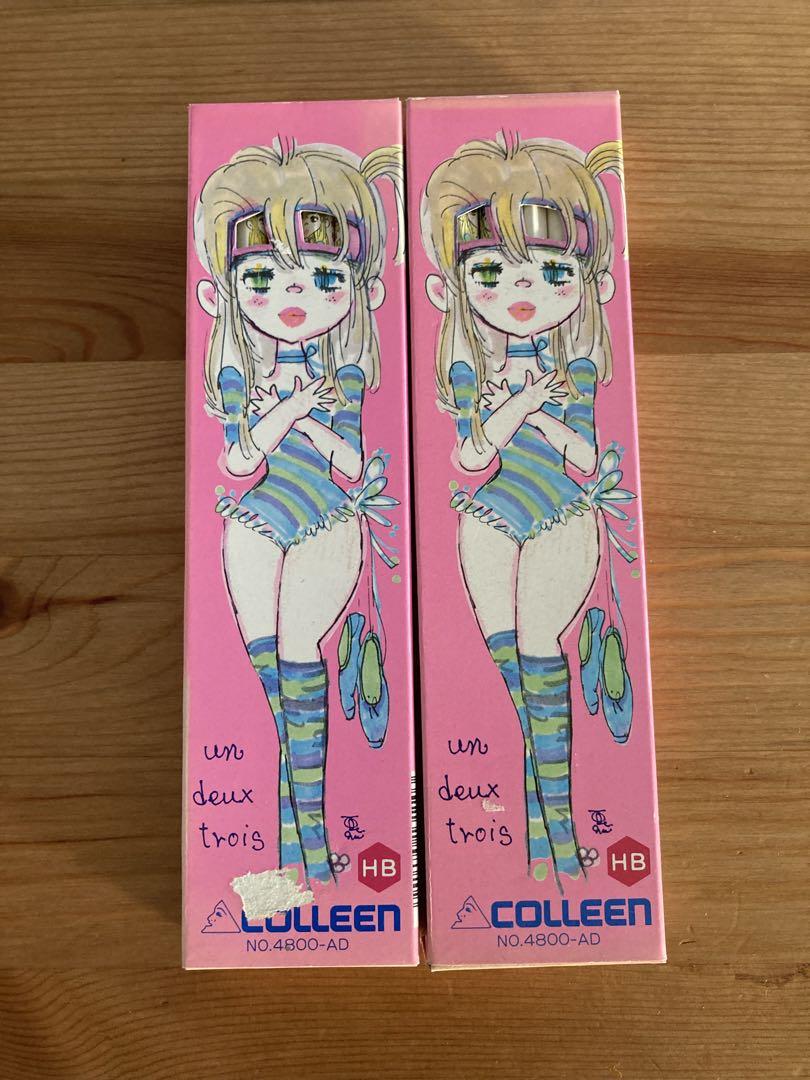 un
deux
trois
HB
COLLEEN
NO.4800-AD
un
deux
trois
HB
COLLEEN
NO.4800-AD